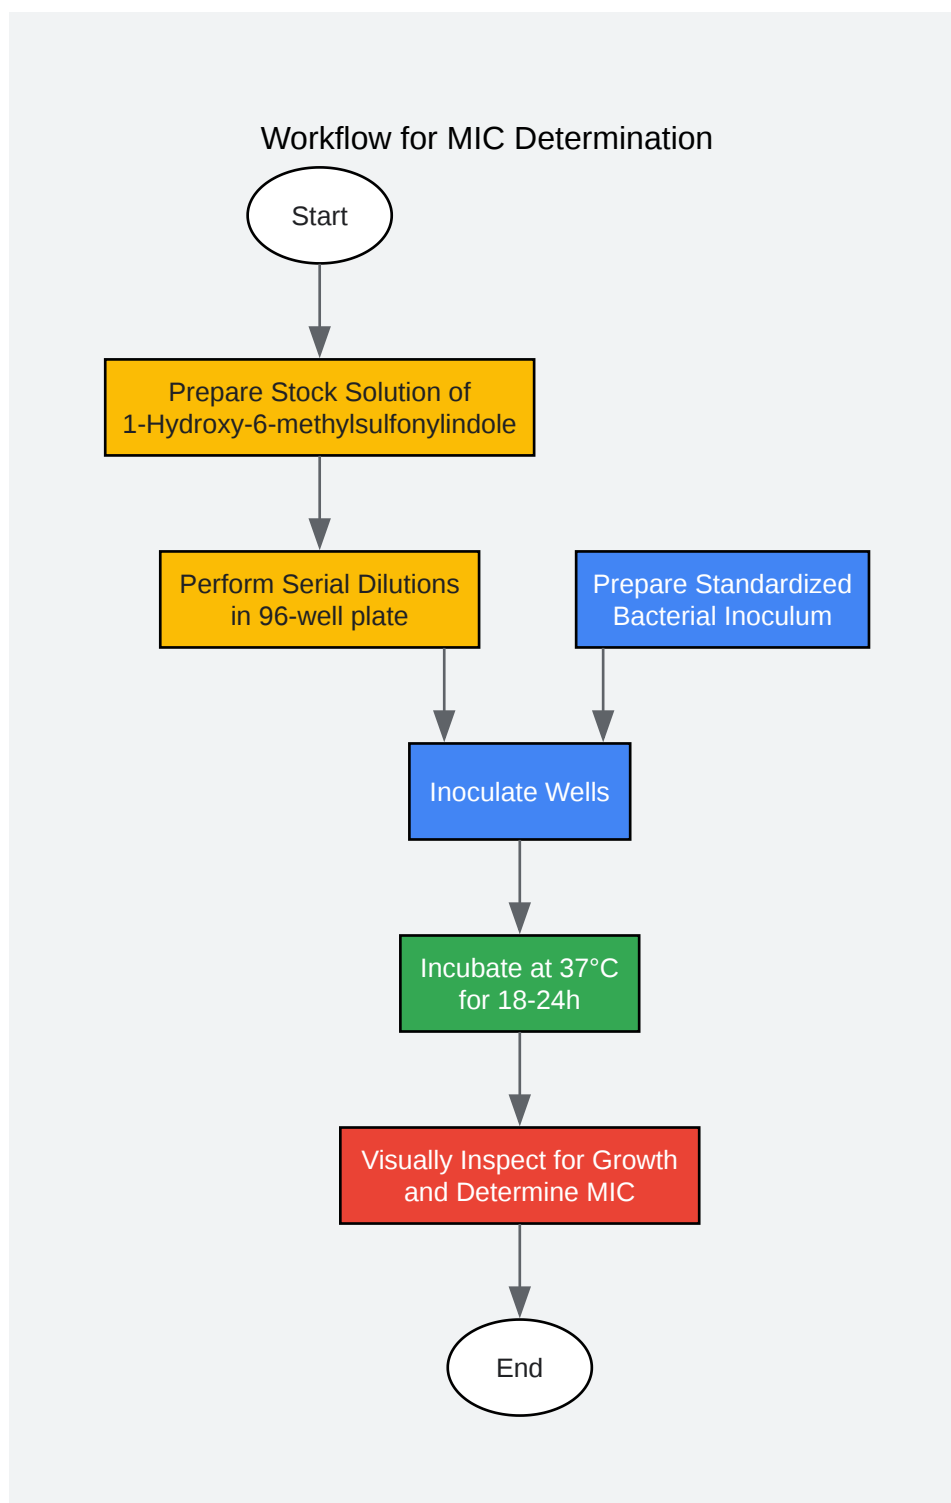 Workflow for MIC Determination
Start
Prepare Stock Solution of
1-Hydroxy-6-methylsulfonylindole
Perform Serial Dilutions
in 96-well plate
Prepare Standardized
Bacterial Inoculum
Inoculate Wells
Incubate at 37°C
for 18-24h
Visually Inspect for Growth
and Determine MIC
End